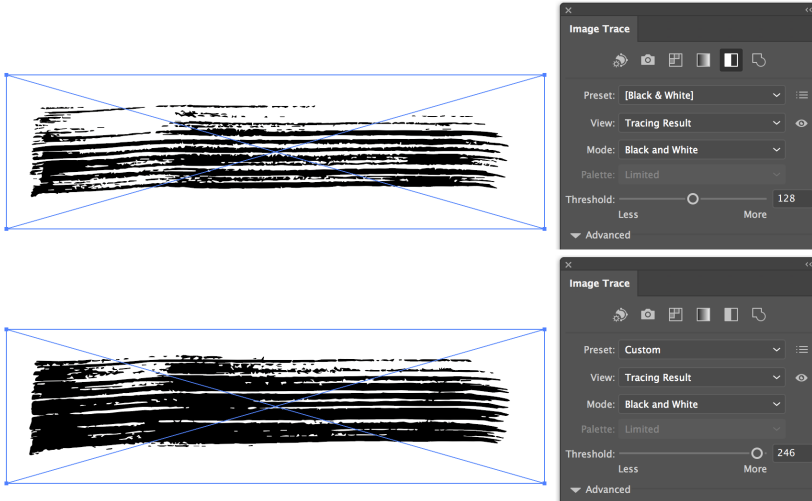 Image Trace
Preset: [Black & White]
View: Tracing Result
Mode: Black and White
Palette: Limited
Threshold: 128
Less More
Advanced
Image Trace
Preset: Custom
View: Tracing Result
Mode: Black and White
Palette: Limited
Threshold: 246
Less More
Advanced